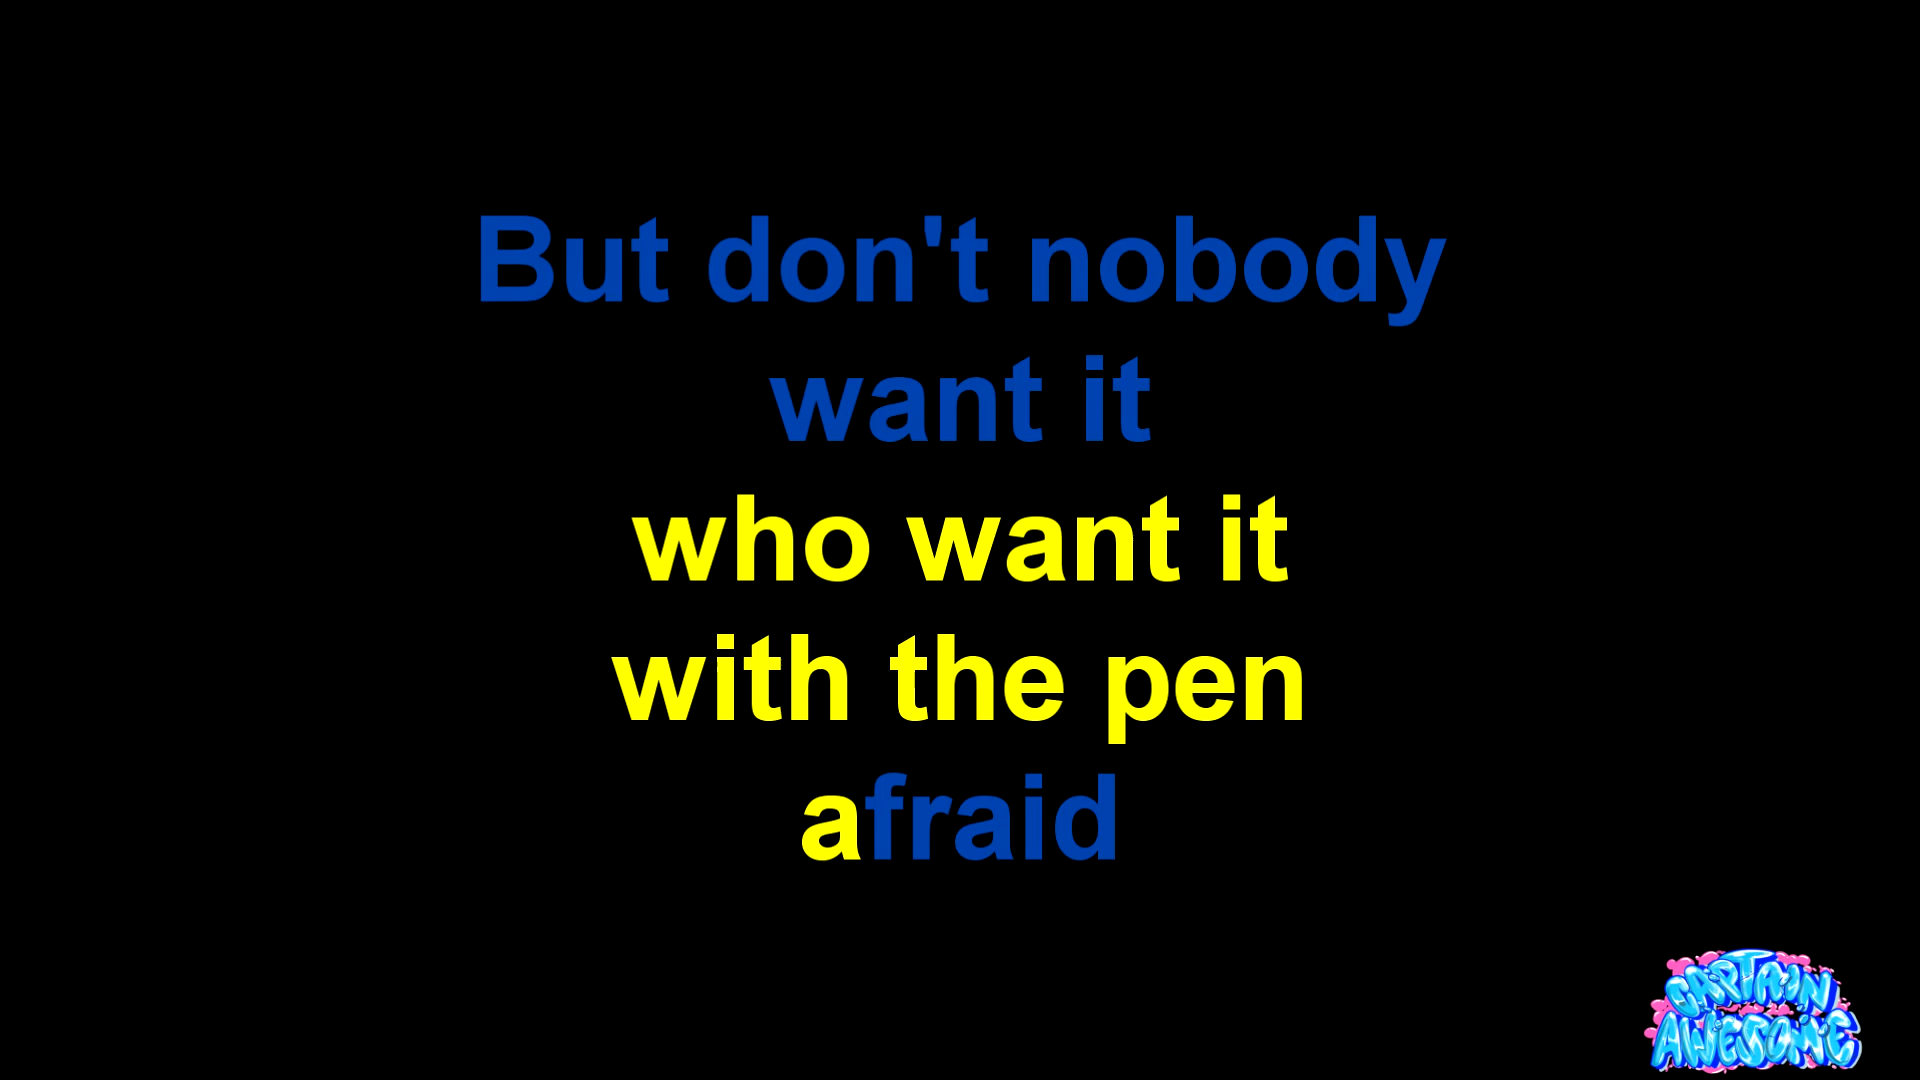 But don't nobody
want it
who want it
with the pen
afraid
CAPTAIN
AWESOME